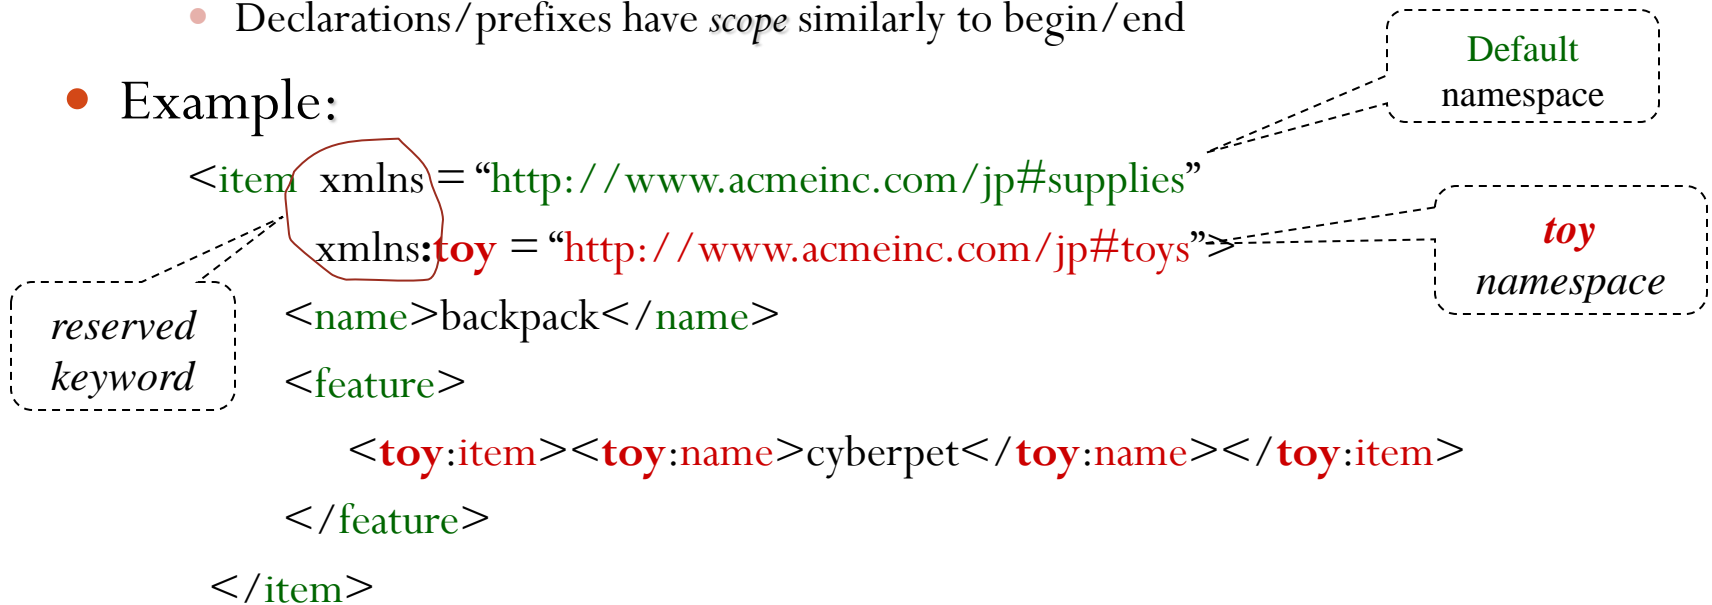 • Declarations/prefixes have scope similarly to begin/end
• Example:
Default
namespace
<item xmlns = “http://www.acmeinc.com/jp#supplies”
xmlns:toy = “http://www.acmeinc.com/jp#toys”>
toy
namespace
reserved
keyword
<name>backpack</name>
<feature>
<toy:item><toy:name>cyberpet</toy:name></toy:item>
</feature>
</item>